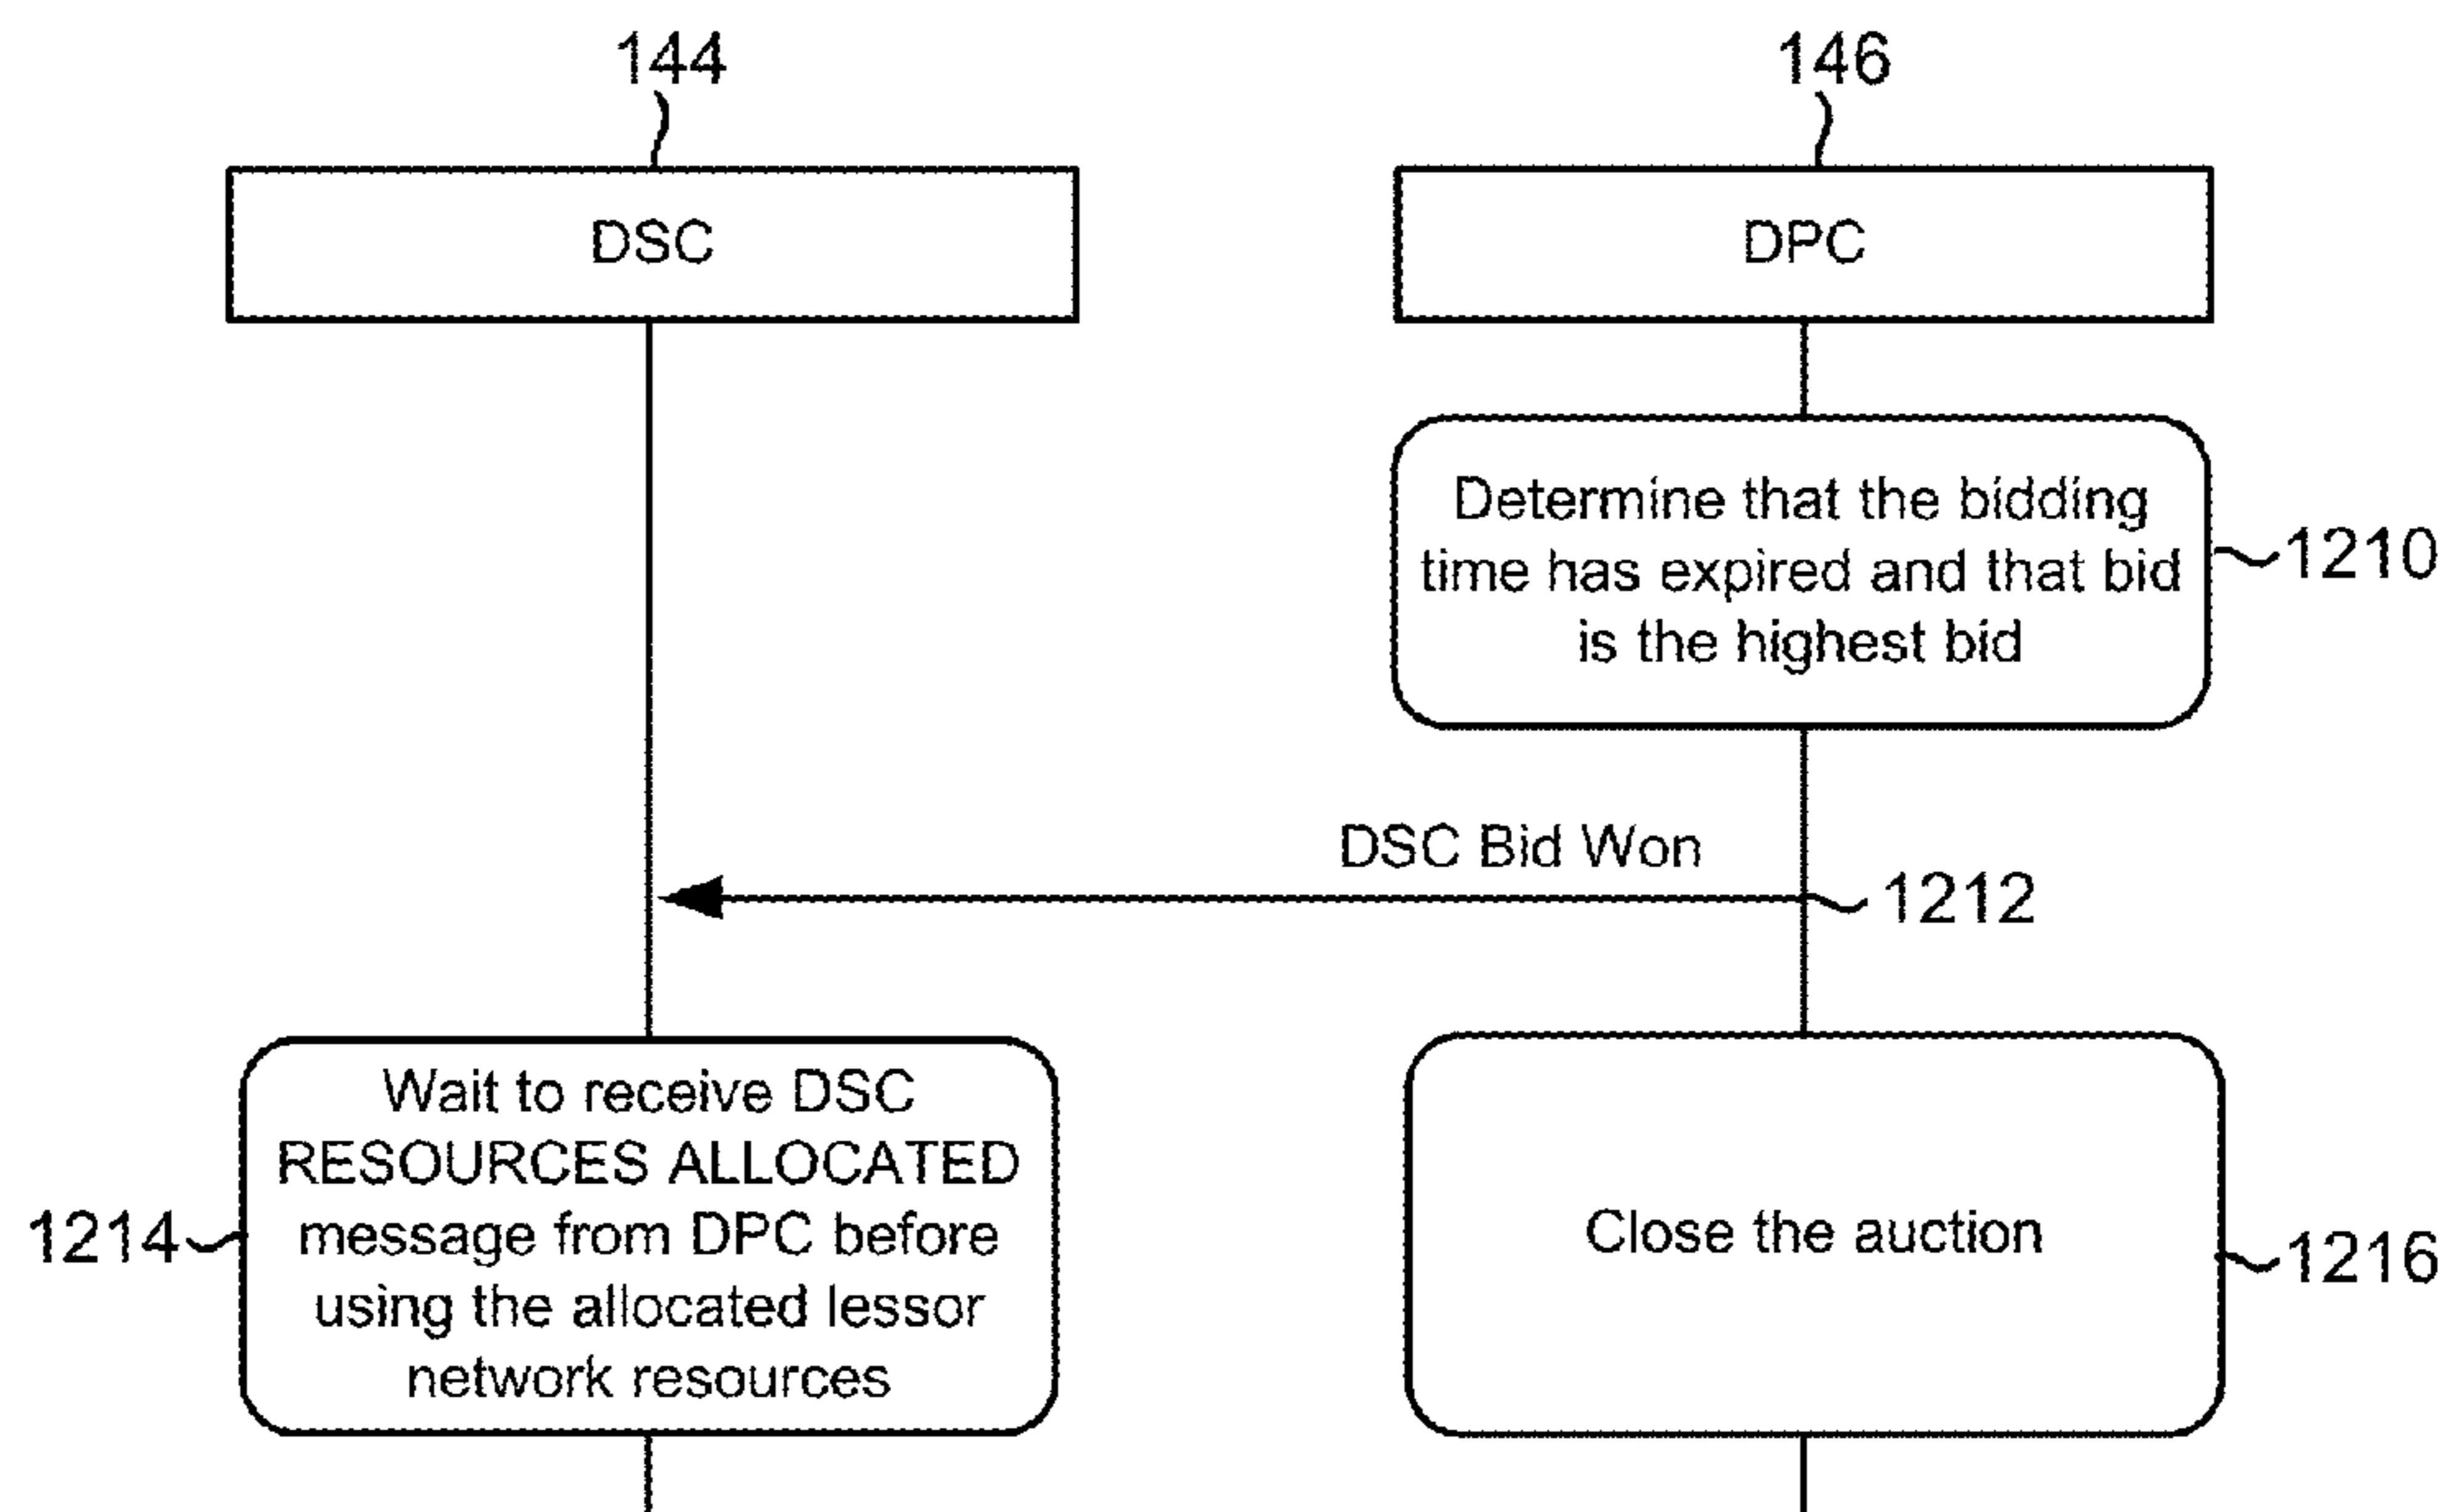 144
146
DSC
DPC
Determine that the bidding
time has expired and that bid
is the highest bid
1210
DSC Bid Won
1212
Wait to receive DSC
RESOURCES ALLOCATED
message from DPC before
using the allocated lessor
network resources
1214
Close the auction
1216